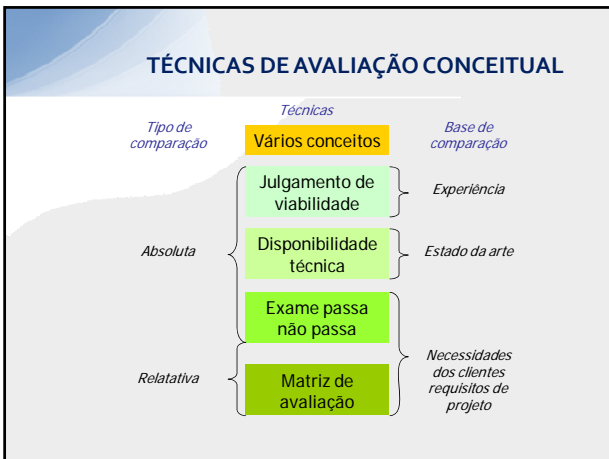 TÉCNICAS DE AVALIAÇÃO CONCEITUAL
Técnicas
Tipo de
comparação
Vários conceitos
Base de
comparação
Julgamento de
viabilidade
Experiência
Absoluta
Disponibilidade
técnica
Estado da arte
Exame passa
não passa
Relatativa
Matriz de
avaliação
Necessidades
dos clientes
requisitos de
projeto